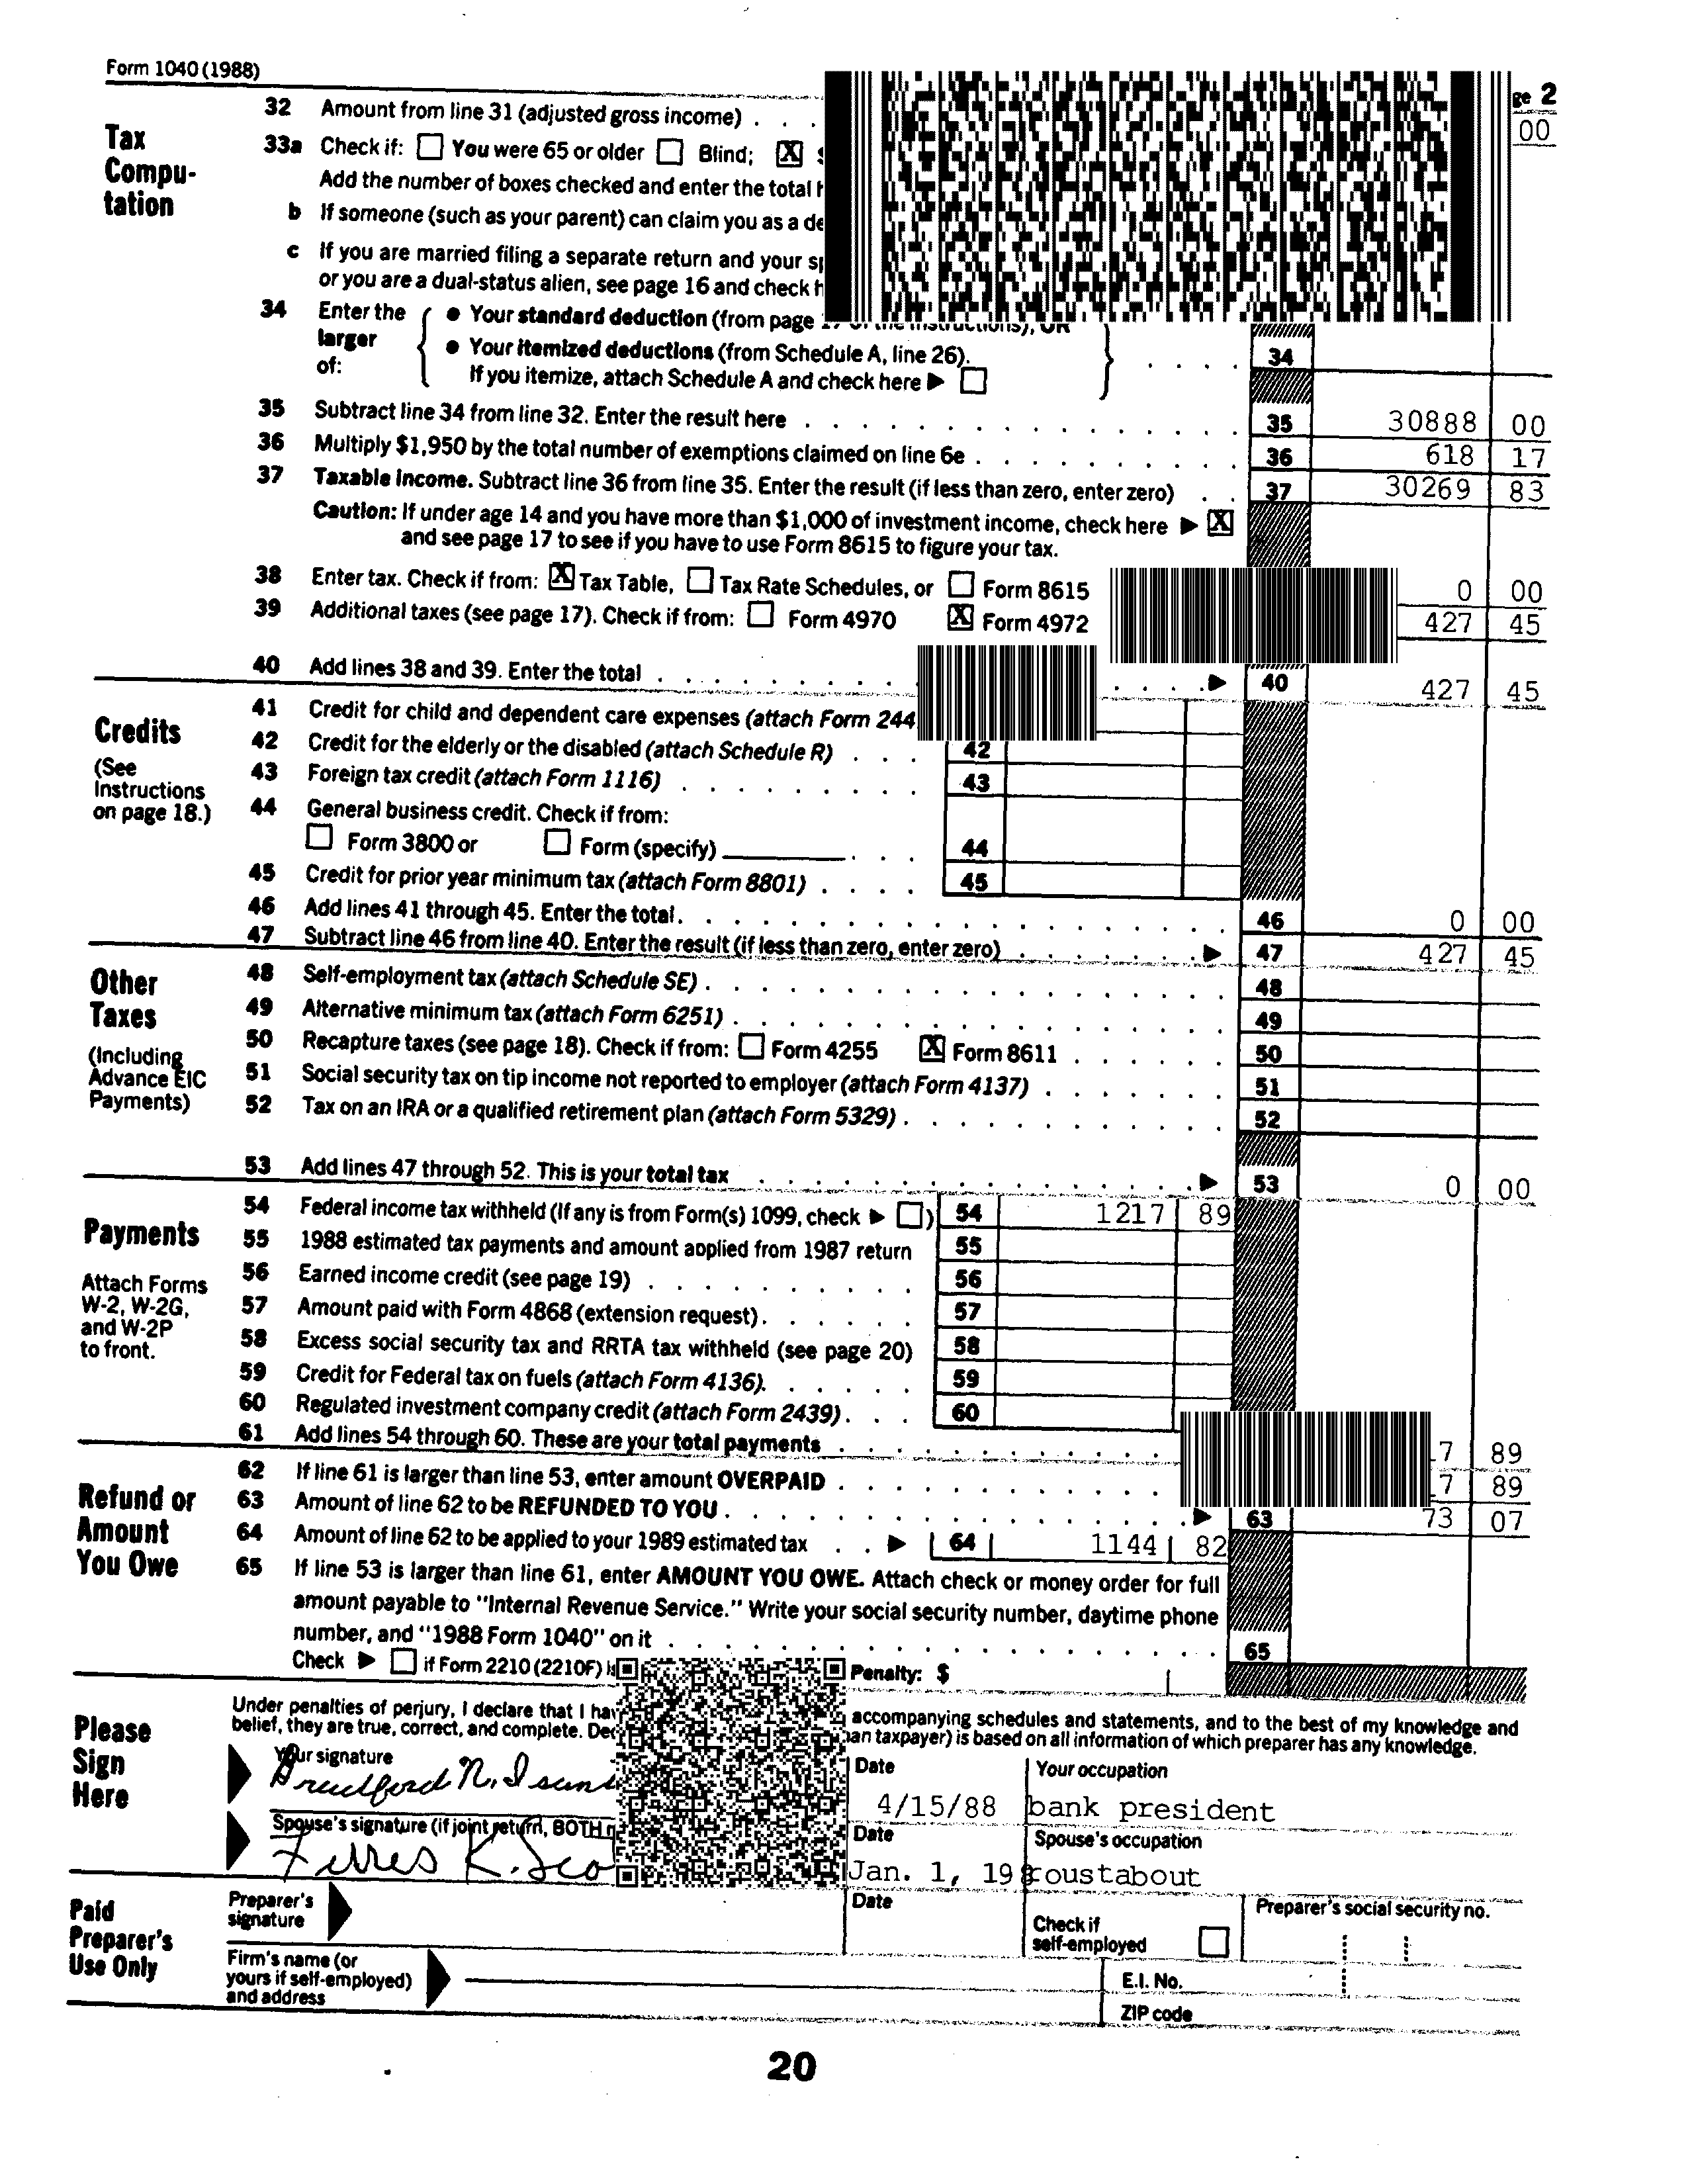 Form 1040 (1988)
ge 2
Tax Compu-tation
32 Amount from line 31 (adjusted gross income) . . . 00
33a Check if: You were 65 or older Blind; X
Add the number of boxes checked and enter the total
b If someone (such as your parent) can claim you as a
c If you are married filing a separate return and your
or you are a dual-status alien, see page 16 and check
34 Enter the larger of:
● Your standard deduction (from page
● Your itemized deductions (from Schedule A, line 26).
If you itemize, attach Schedule A and check here ▶ 34
35 Subtract line 34 from line 32. Enter the result here 35 30888 00
36 Multiply $1,950 by the total number of exemptions claimed on line 6e 36 618 17
37 Taxable income. Subtract line 36 from line 35. Enter the result (if less than zero, enter zero) 37 30269 83
Caution: If under age 14 and you have more than $1,000 of investment income, check here ▶ X
and see page 17 to see if you have to use Form 8615 to figure your tax.
38 Enter tax. Check if from: X Tax Table, Tax Rate Schedules, or Form 8615 0 00
39 Additional taxes (see page 17). Check if from: Form 4970 X Form 4972 427 45
40 Add lines 38 and 39. Enter the total ▶ 40 427 45
Credits
(See Instructions on page 18.)
41 Credit for child and dependent care expenses (attach Form 244
42 Credit for the elderly or the disabled (attach Schedule R) 42
43 Foreign tax credit (attach Form 1116) 43
44 General business credit. Check if from:
Form 3800 or Form (specify) 44
45 Credit for prior year minimum tax (attach Form 8801) 45
46 Add lines 41 through 45. Enter the total. 46 0 00
47 Subtract line 46 from line 40. Enter the result (if less than zero, enter zero) ▶ 47 427 45
Other Taxes
(Including Advance EIC Payments)
48 Self-employment tax (attach Schedule SE) 48
49 Alternative minimum tax (attach Form 6251) 49
50 Recapture taxes (see page 18). Check if from: Form 4255 X Form 8611 50
51 Social security tax on tip income not reported to employer (attach Form 4137) 51
52 Tax on an IRA or a qualified retirement plan (attach Form 5329) 52
53 Add lines 47 through 52. This is your total tax ▶ 53 0 00
Payments
Attach Forms W-2, W-2G, and W-2P to front.
54 Federal income tax withheld (If any is from Form(s) 1099, check ▶ ) 54 1217 89
55 1988 estimated tax payments and amount applied from 1987 return 55
56 Earned income credit (see page 19) 56
57 Amount paid with Form 4868 (extension request) 57
58 Excess social security tax and RRTA tax withheld (see page 20) 58
59 Credit for Federal tax on fuels (attach Form 4136). 59
60 Regulated investment company credit (attach Form 2439) 60
61 Add lines 54 through 60. These are your total payments 7 89
Refund or Amount You Owe
62 If line 61 is larger than line 53, enter amount OVERPAID 7 89
63 Amount of line 62 to be REFUNDED TO YOU ▶ 63 73 07
64 Amount of line 62 to be applied to your 1989 estimated tax ▶ 64 1144 82
65 If line 53 is larger than line 61, enter AMOUNT YOU OWE. Attach check or money order for full
amount payable to "Internal Revenue Service." Write your social security number, daytime phone
number, and "1988 Form 1040" on it 65
Check ▶ if Form 2210 (2210F) Penalty: $
Please Sign Here
Under penalties of perjury, I declare that I accompanying schedules and statements, and to the best of my knowledge and
belief, they are true, correct, and complete. an taxpayer) is based on all information of which preparer has any knowledge.
Your signature Date Your occupation
4/15/88 bank president
Spouse's signature (if joint return, BOTH Date Spouse's occupation
Ferres K. Jan. 1, 198 roustabout
Paid Preparer's Use Only
Preparer's signature Date Check if self-employed Preparer's social security no.
Firm's name (or yours if self-employed) and address E.I. No.
ZIP code
20